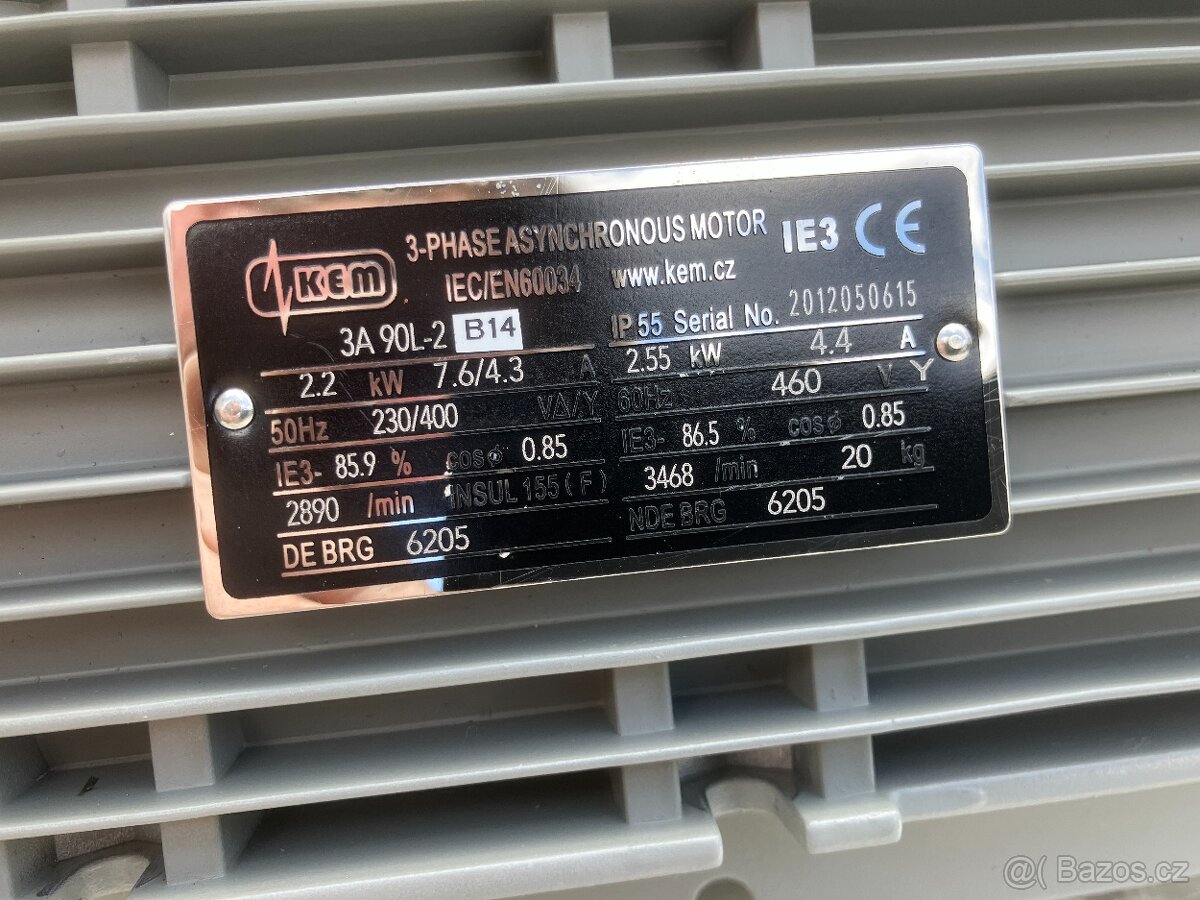 KEM
3-PHASE ASYNCHRONOUS MOTOR
IEC/EN60034 www.kem.cz
IE3 CE
3A 90L-2 B14
IP 55 Serial No. 2012050615
2.2 kW 7.6/4.3 A
2.55 kW 4.4 A
50Hz 230/400 VΔ/Y
60Hz 460 V Y
IE3- 85.9 % cosϕ 0.85
IE3- 86.5 % cosϕ 0.85
2890 /min INSUL 155 ( F )
3468 /min 20 kg
DE BRG 6205
NDE BRG 6205
@( Bazos.cz